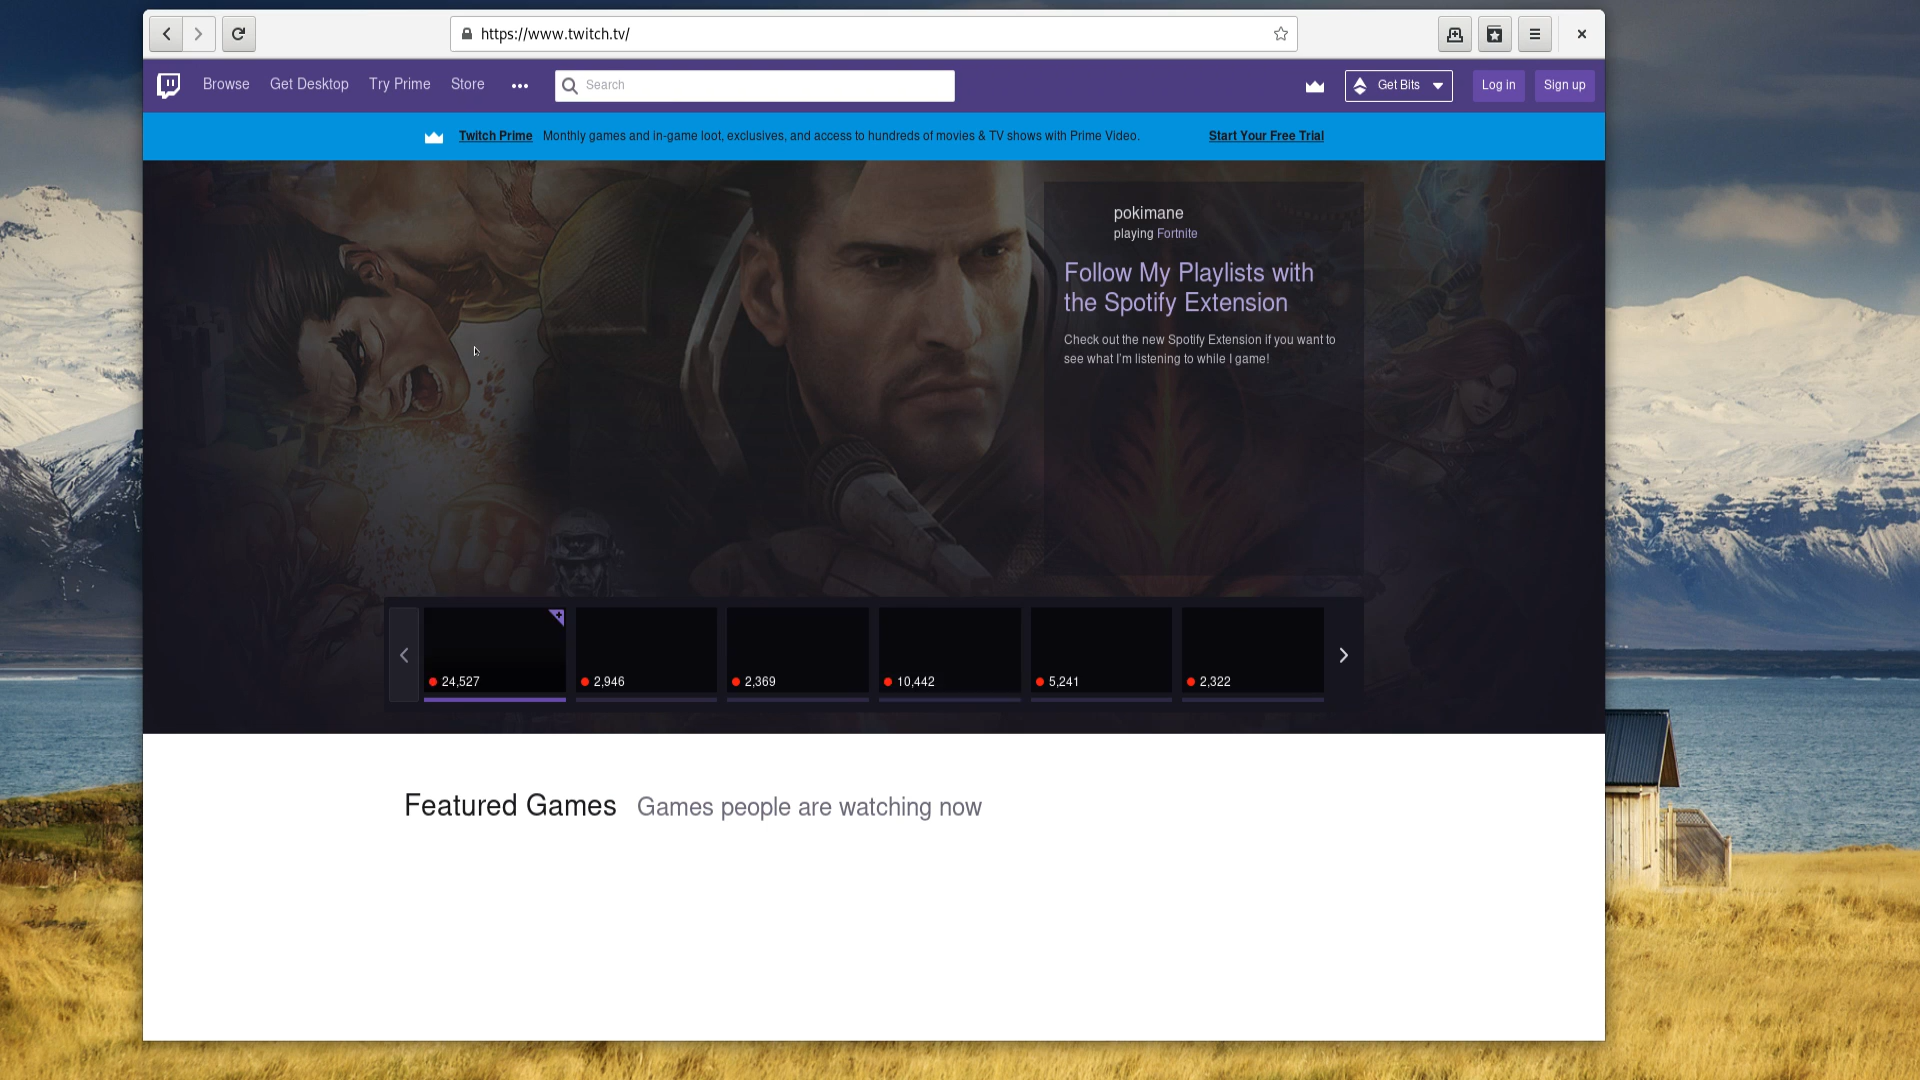 https://www.twitch.tv/
Browse Get Desktop Try Prime Store Search Get Bits Log in Sign up
Twitch Prime Monthly games and in-game loot, exclusives, and access to hundreds of movies & TV shows with Prime Video. Start Your Free Trial
pokimane
playing Fortnite
Follow My Playlists with
the Spotify Extension
Check out the new Spotify Extension if you want to
see what I'm listening to while I game!
24,527 2,946 2,369 10,442 5,241 2,322
Featured Games Games people are watching now